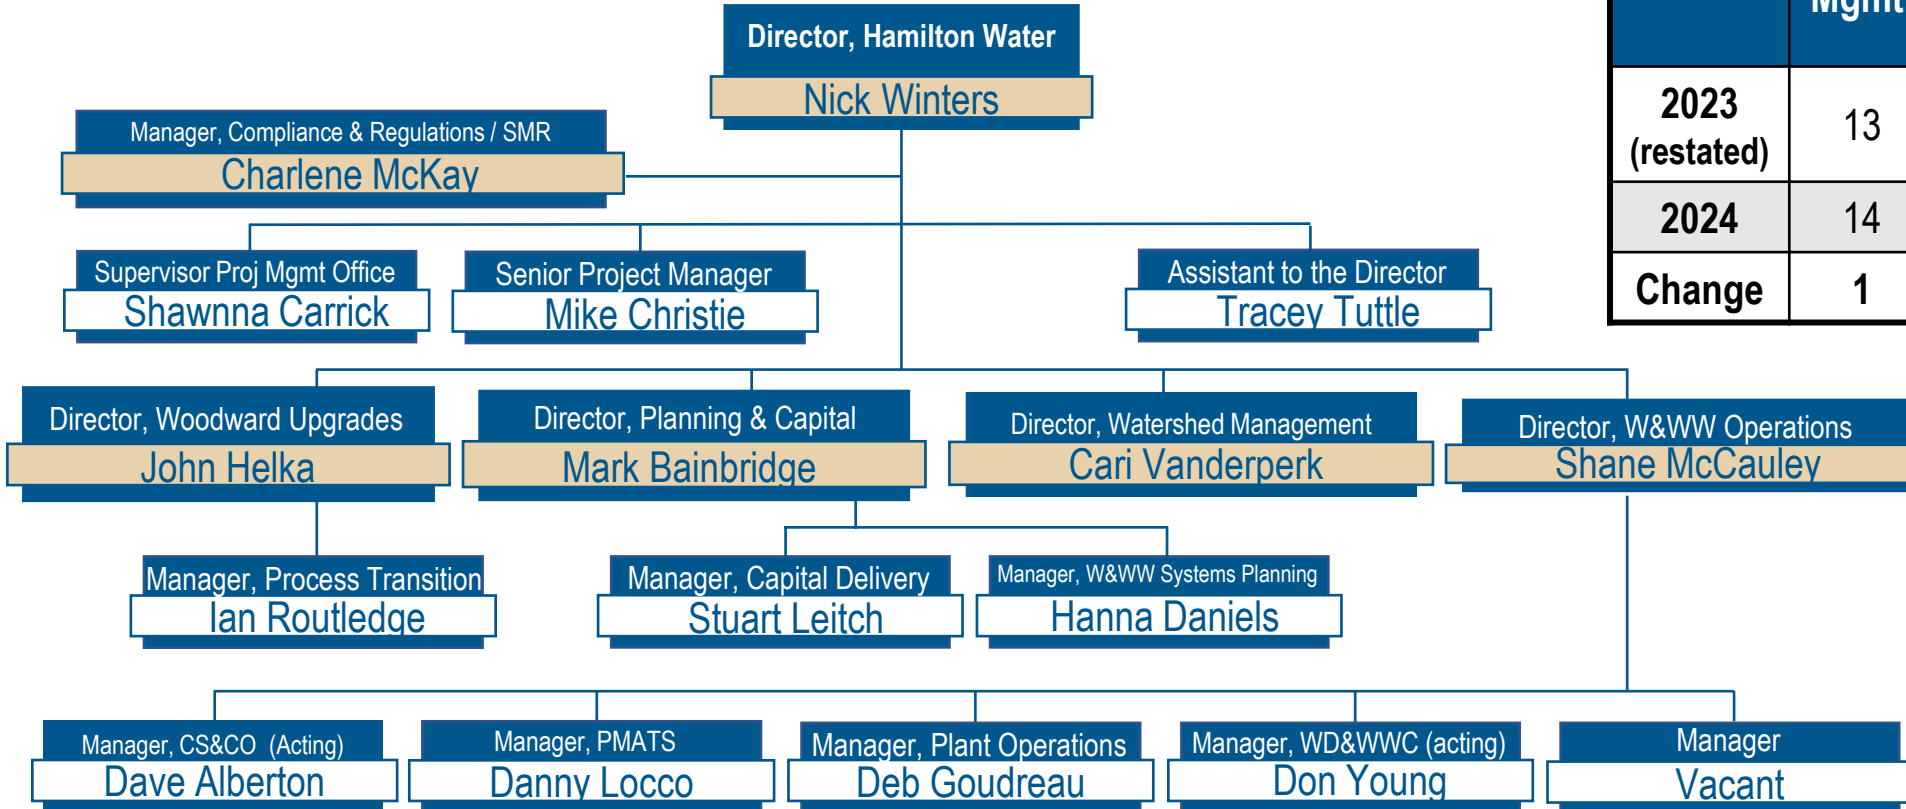 Director, Hamilton Water
Nick Winters
Mgmt
2023
(restated)
13
2024
14
Change
1
Manager, Compliance & Regulations / SMR
Charlene McKay
Supervisor Proj Mgmt Office
Shawnna Carrick
Senior Project Manager
Mike Christie
Assistant to the Director
Tracey Tuttle
Director, Woodward Upgrades
John Helka
Director, Planning & Capital
Mark Bainbridge
Director, Watershed Management
Cari Vanderperk
Director, W&WW Operations
Shane McCauley
Manager, Process Transition
Ian Routledge
Manager, Capital Delivery
Stuart Leitch
Manager, W&WW Systems Planning
Hanna Daniels
Manager, CS&CO (Acting)
Dave Alberton
Manager, PMATS
Danny Locco
Manager, Plant Operations
Deb Goudreau
Manager, WD&WWC (acting)
Don Young
Manager
Vacant